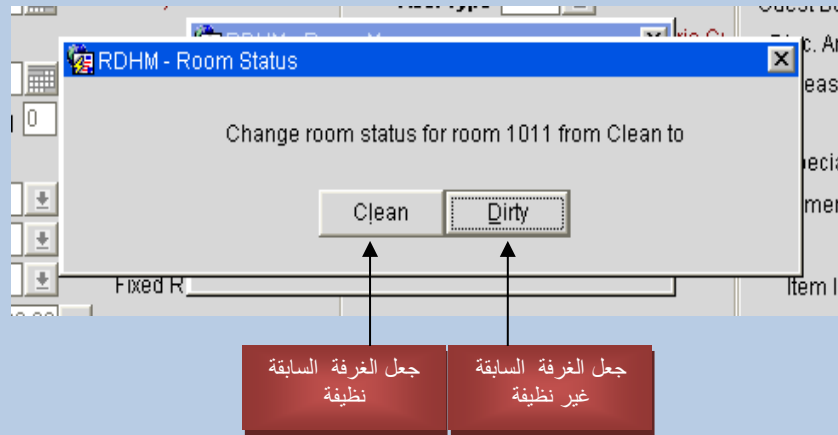 RDHM - Room Status
Change room status for room 1011 from Clean to
Clean
Dirty
0
Fixed R
Item I
جعل الغرفة السابقة
نظيفة
جعل الغرفة السابقة
غير نظيفة